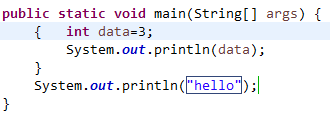 public static void main(String[] args) {
{   int data=3;
System.out.println(data);
}
System.out.println("hello");
}